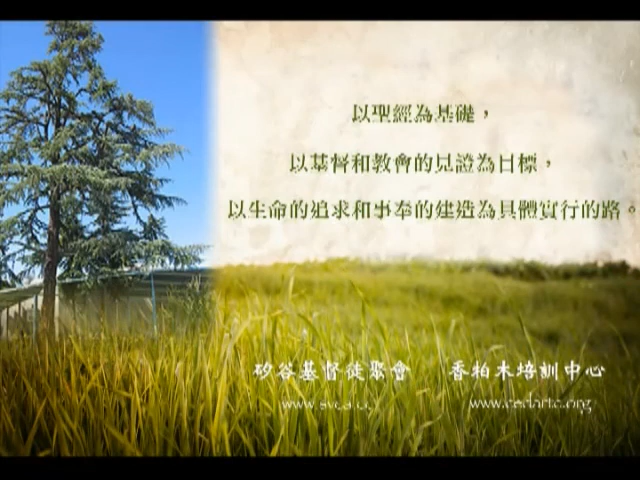 以聖經為基礎，
以基督和教會的見證為目標，
以生命的追求和事奉的建造為具體實行的路。
矽谷基督徒聚會 香柏木培訓中心
www.cedartc.org